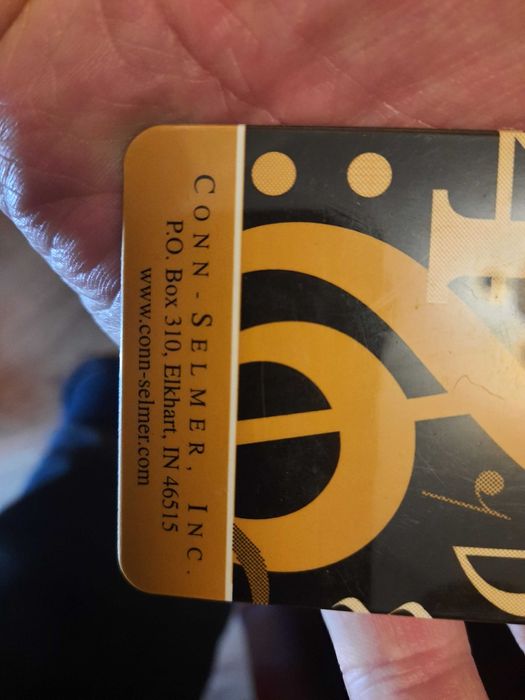 CONN-SELMER, INC.
P.O. Box 310, Elkhart, IN 46515
www.conn-selmer.com